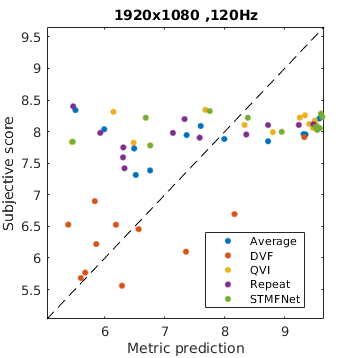 1920x1080 ,120Hz
Subjective score
9.5
9
8.5
8
7.5
7
6.5
6
5.5
Average
DVF
QVI
Repeat
STMFNet
6 7 8 9
Metric prediction